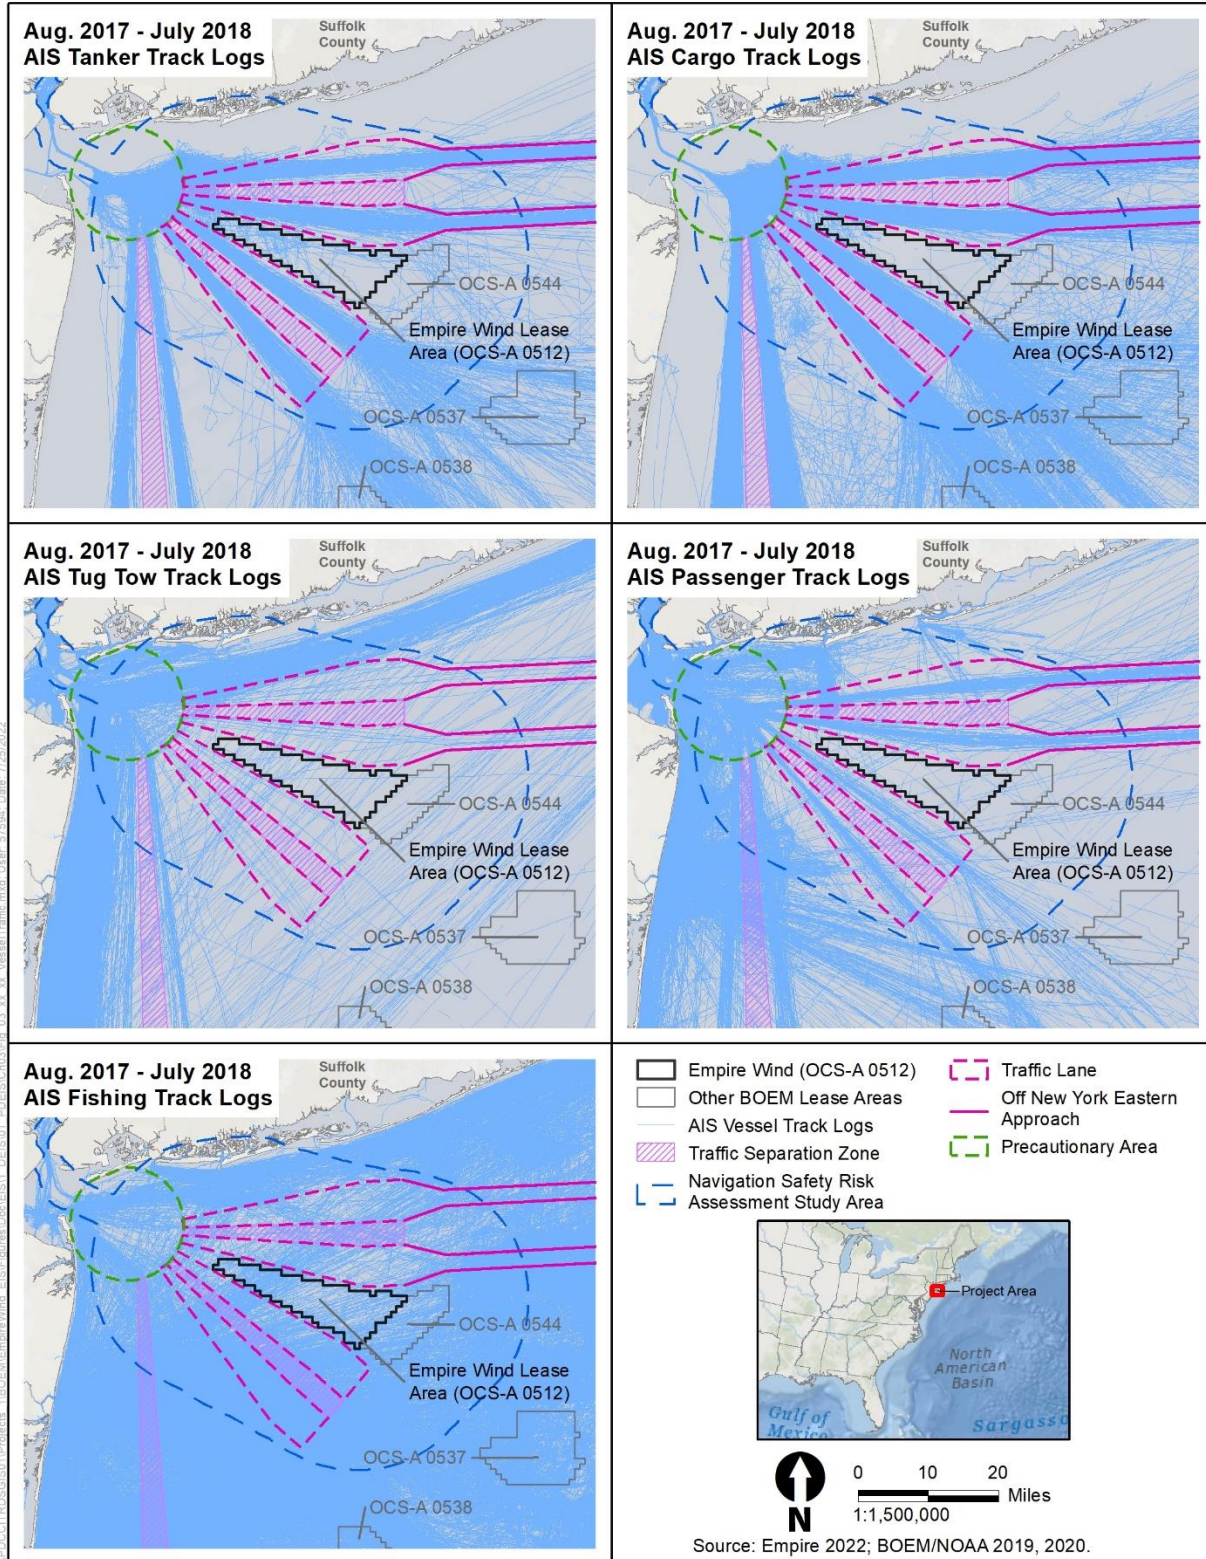 Aug. 2017 - July 2018
AIS Tanker Track Logs
Suffolk
County
OCS-A 0544
Empire Wind Lease
Area (OCS-A 0512)
OCS-A 0537
OCS-A 0538
Aug. 2017 - July 2018
AIS Cargo Track Logs
Suffolk
County
OCS-A 0544
Empire Wind Lease
Area (OCS-A 0512)
OCS-A 0537
OCS-A 0538
Aug. 2017 - July 2018
AIS Tug Tow Track Logs
Suffolk
County
OCS-A 0544
Empire Wind Lease
Area (OCS-A 0512)
OCS-A 0537
OCS-A 0538
Aug. 2017 - July 2018
AIS Passenger Track Logs
Suffolk
County
OCS-A 0544
Empire Wind Lease
Area (OCS-A 0512)
OCS-A 0537
OCS-A 0538
Aug. 2017 - July 2018
AIS Fishing Track Logs
Suffolk
County
OCS-A 0544
Empire Wind Lease
Area (OCS-A 0512)
OCS-A 0537
OCS-A 0538
Empire Wind (OCS-A 0512)
Other BOEM Lease Areas
AIS Vessel Track Logs
Traffic Separation Zone
Navigation Safety Risk
Assessment Study Area
Traffic Lane
Off New York Eastern
Approach
Precautionary Area
Project Area
North
American
Basin
Gulf of
Mexico
Sargasso
N
0 10 20
Miles
1:1,500,000
Source: Empire 2022; BOEM/NOAA 2019, 2020.